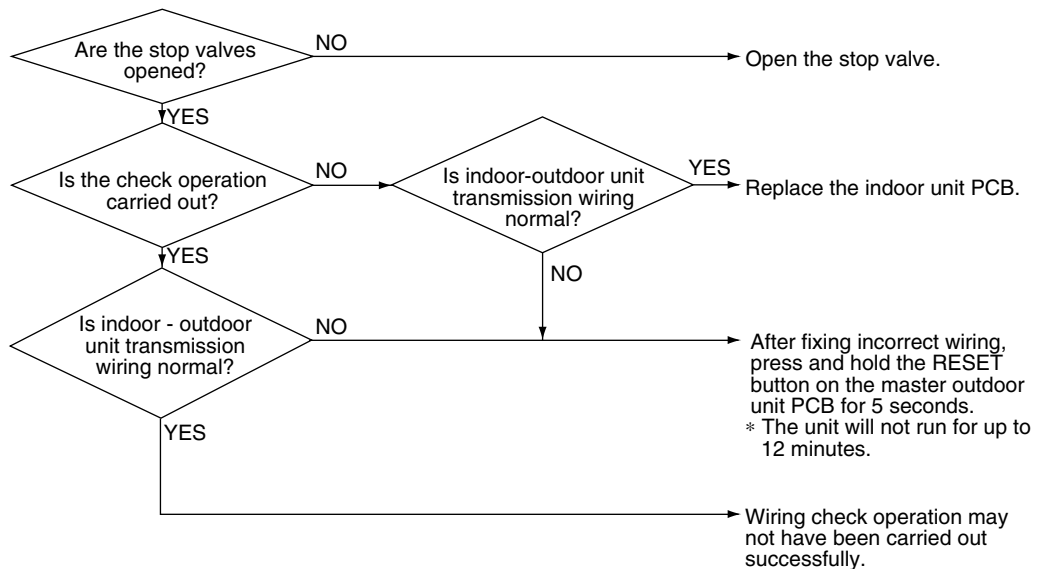 Are the stop valves
opened?
NO
Open the stop valve.
YES
Is the check operation
carried out?
NO
Is indoor-outdoor unit
transmission wiring
normal?
YES
Replace the indoor unit PCB.
YES
NO
Is indoor - outdoor
unit transmission
wiring normal?
NO
After fixing incorrect wiring,
press and hold the RESET
button on the master outdoor
unit PCB for 5 seconds.
* The unit will not run for up to
12 minutes.
YES
Wiring check operation may
not have been carried out
successfully.